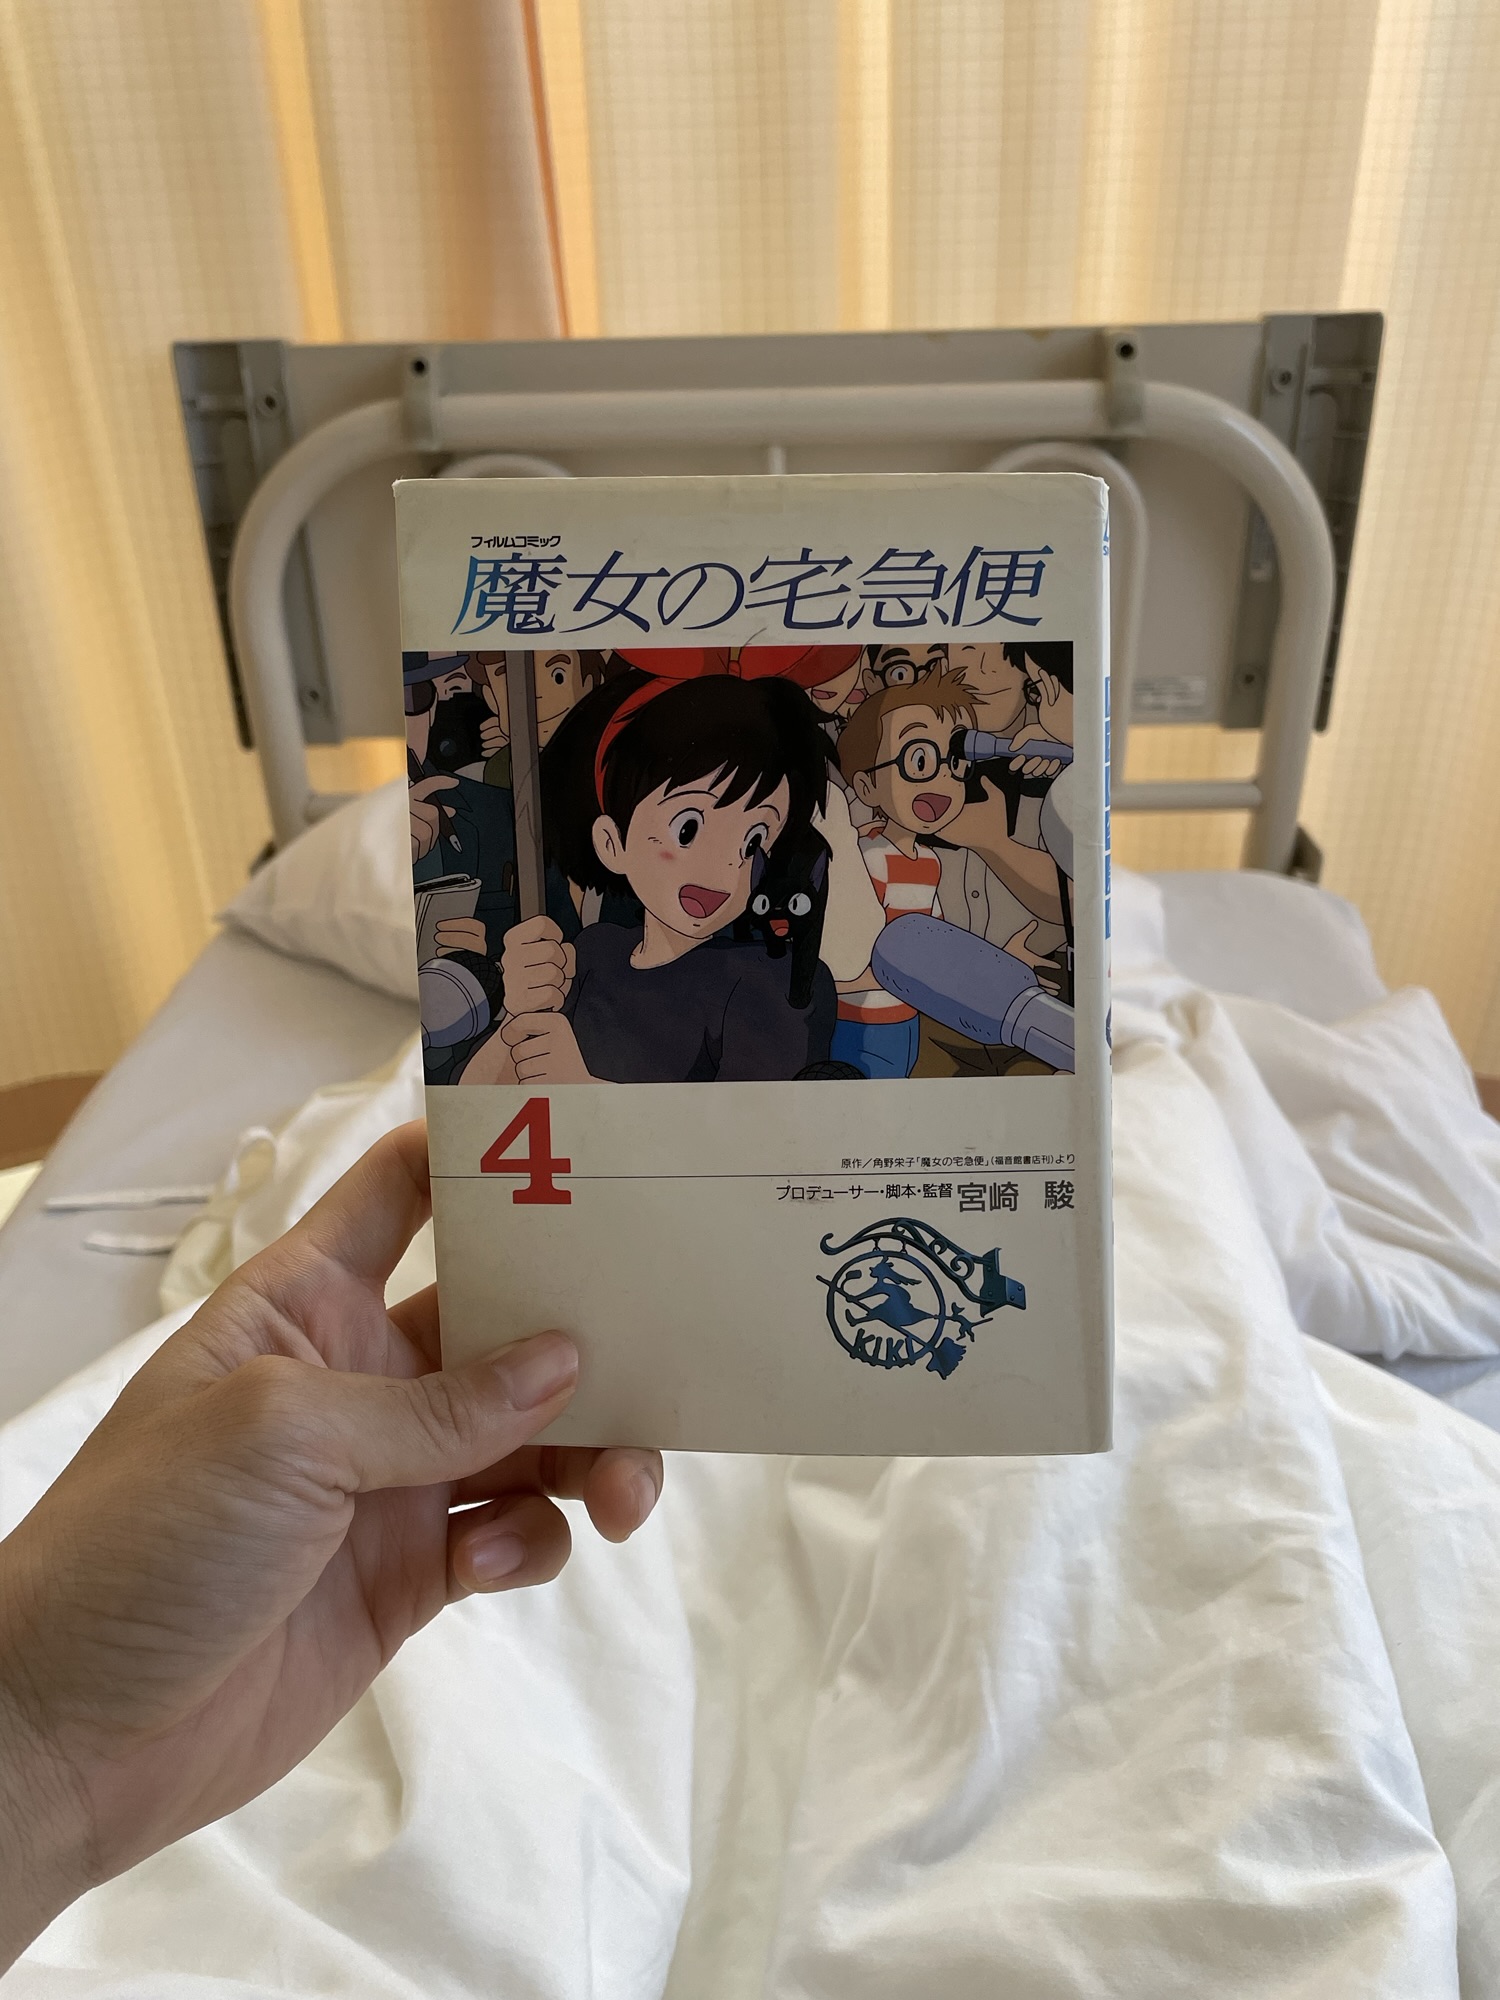 フィルムコミック
魔女の宅急便
4
原作／角野栄子「魔女の宅急便」(福音館書店刊)より
プロデューサー・脚本・監督 宮崎 駿
KIKI